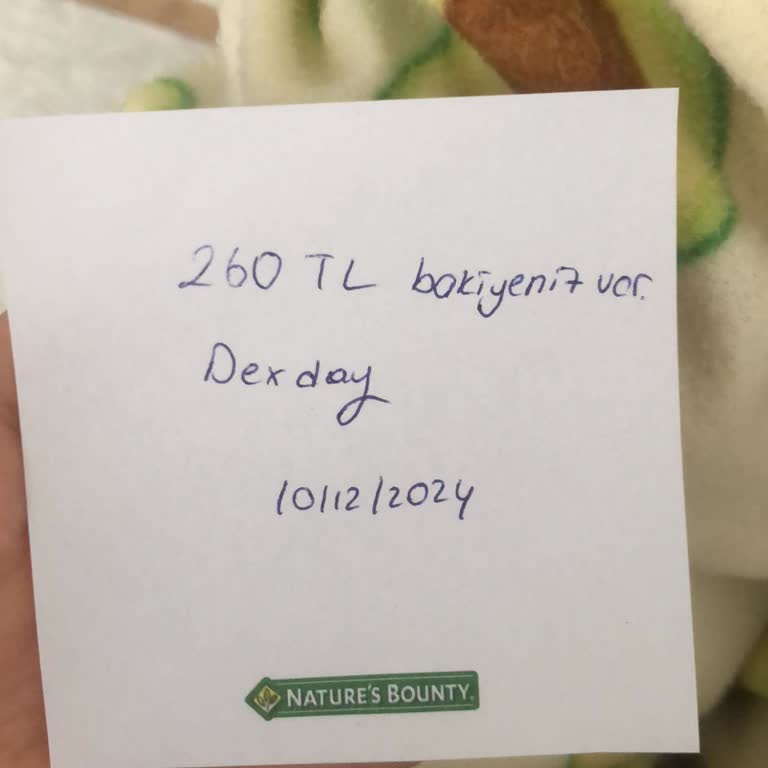 260 TL bakiyeniz var.
Dexday
10/12/2024
NATURE'S BOUNTY